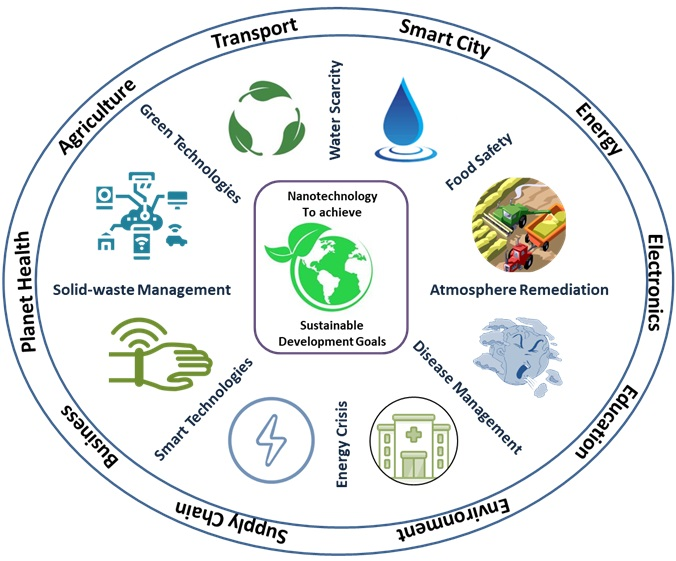 Transport
Smart City
Agriculture
Energy
Planet Health
Electronics
Business
Education
Supply Chain
Environment
Green Technologies
Water Scarcity
Food Safety
Nanotechnology
To achieve
Sustainable
Development Goals
Solid-waste Management
Atmosphere Remediation
Smart Technologies
Energy Crisis
Disease Management